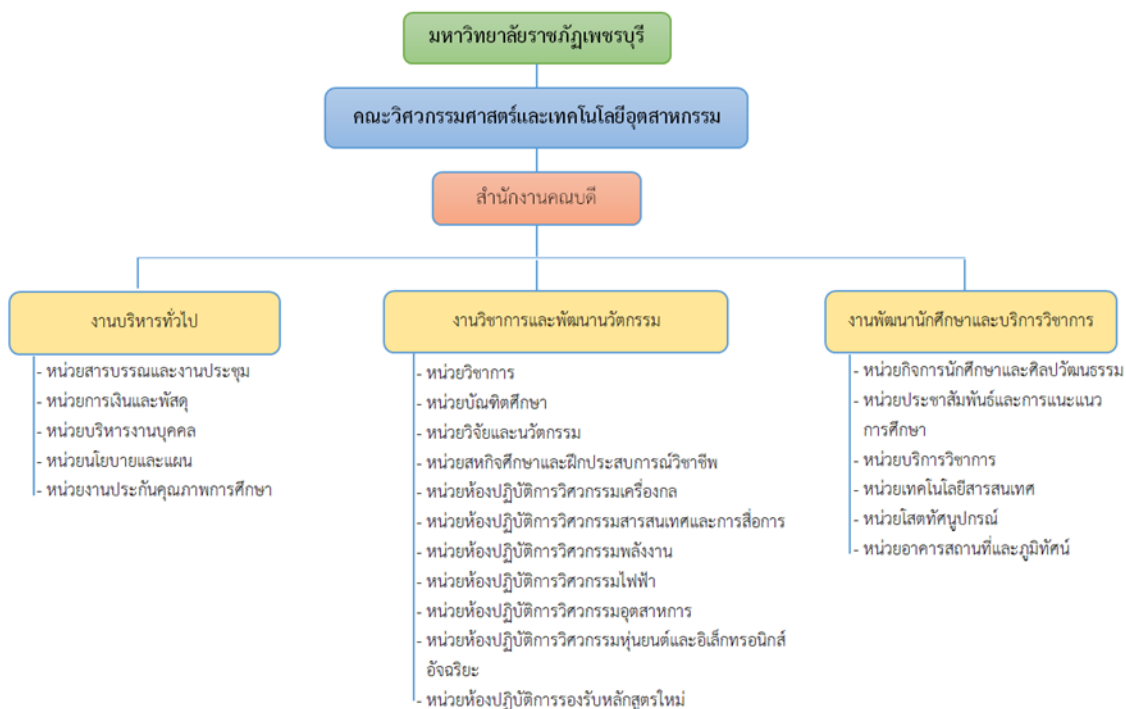 มหาวิทยาลัยราชภัฏเพชรบุรี
คณะวิศวกรรมศาสตร์และเทคโนโลยีอุตสาหกรรม
สำนักงานคณบดี
งานบริหารทั่วไป
- หน่วยสารบรรณและงานประชุม
- หน่วยการเงินและพัสดุ
- หน่วยบริหารงานบุคคล
- หน่วยนโยบายและแผน
- หน่วยงานประกันคุณภาพการศึกษา
งานวิชาการและพัฒนานวัตกรรม
- หน่วยวิชาการ
- หน่วยบัณฑิตศึกษา
- หน่วยวิจัยและนวัตกรรม
- หน่วยสหกิจศึกษาและฝึกประสบการณ์วิชาชีพ
- หน่วยห้องปฏิบัติการวิศวกรรมเครื่องกล
- หน่วยห้องปฏิบัติการวิศวกรรมสารสนเทศและการสื่อการ
- หน่วยห้องปฏิบัติการวิศวกรรมพลังงาน
- หน่วยห้องปฏิบัติการวิศวกรรมไฟฟ้า
- หน่วยห้องปฏิบัติการวิศวกรรมอุตสาหการ
- หน่วยห้องปฏิบัติการวิศวกรรมหุ่นยนต์และอิเล็กทรอนิกส์
อัจฉริยะ
- หน่วยห้องปฏิบัติการรองรับหลักสูตรใหม่
งานพัฒนานักศึกษาและบริการวิชาการ
- หน่วยกิจการนักศึกษาและศิลปวัฒนธรรม
- หน่วยประชาสัมพันธ์และการแนะแนว
การศึกษา
- หน่วยบริการวิชาการ
- หน่วยเทคโนโลยีสารสนเทศ
- หน่วยโสตทัศนูปกรณ์
- หน่วยอาคารสถานที่และภูมิทัศน์